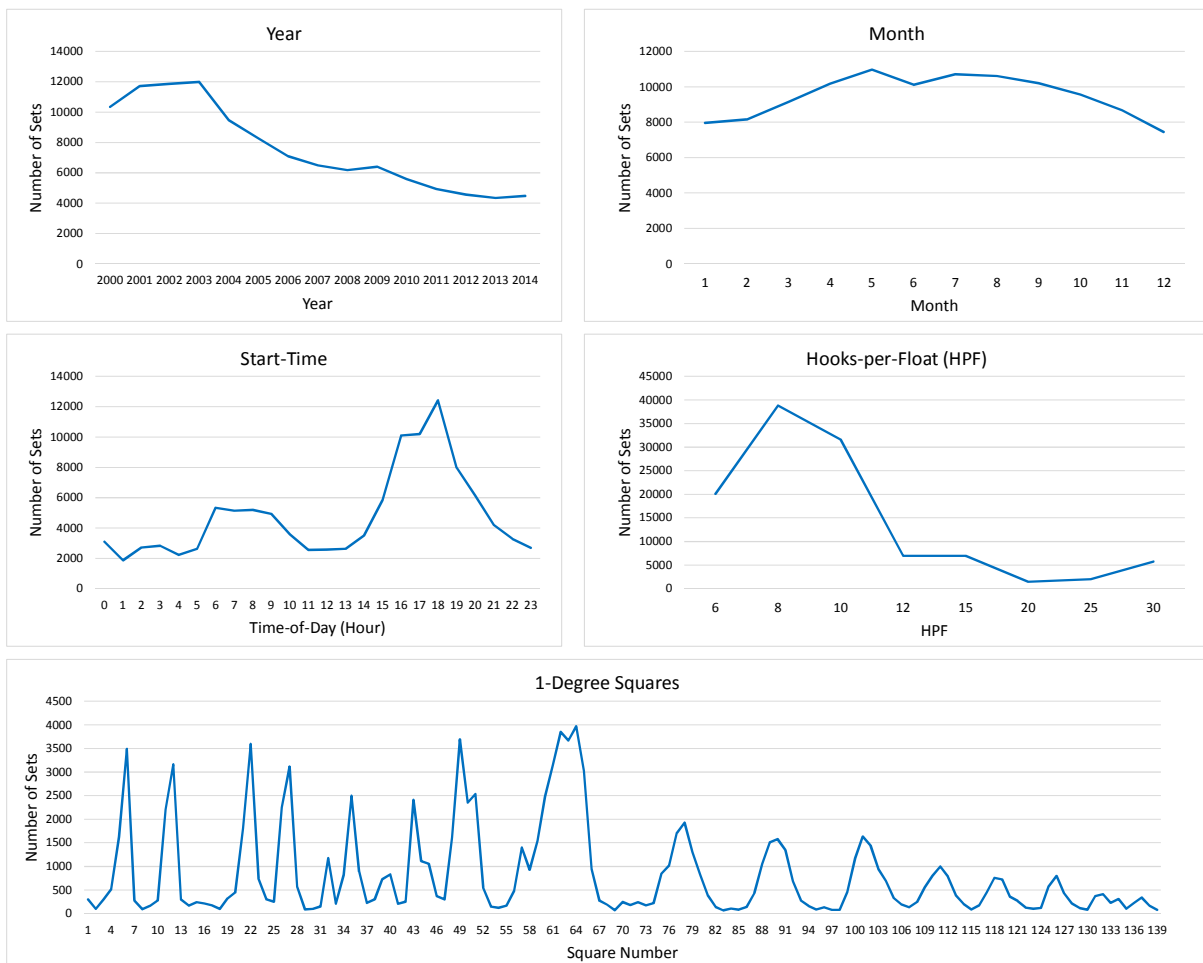 Year
14000
12000
10000
8000
6000
4000
2000
0
Number of Sets
2000 2001 2002 2003 2004 2005 2006 2007 2008 2009 2010 2011 2012 2013 2014
Year
Month
12000
10000
8000
6000
4000
2000
0
Number of Sets
1 2 3 4 5 6 7 8 9 10 11 12
Month
Start-Time
14000
12000
10000
8000
6000
4000
2000
0
Number of Sets
0 1 2 3 4 5 6 7 8 9 10 11 12 13 14 15 16 17 18 19 20 21 22 23
Time-of-Day (Hour)
Hooks-per-Float (HPF)
45000
40000
35000
30000
25000
20000
15000
10000
5000
0
Number of Sets
6 8 10 12 15 20 25 30
HPF
1-Degree Squares
4500
4000
3500
3000
2500
2000
1500
1000
500
0
Number of Sets
1 4 7 10 13 16 19 22 25 28 31 34 37 40 43 46 49 52 55 58 61 64 67 70 73 76 79 82 85 88 91 94 97 100 103 106 109 112 115 118 121 124 127 130 133 136 139
Square Number